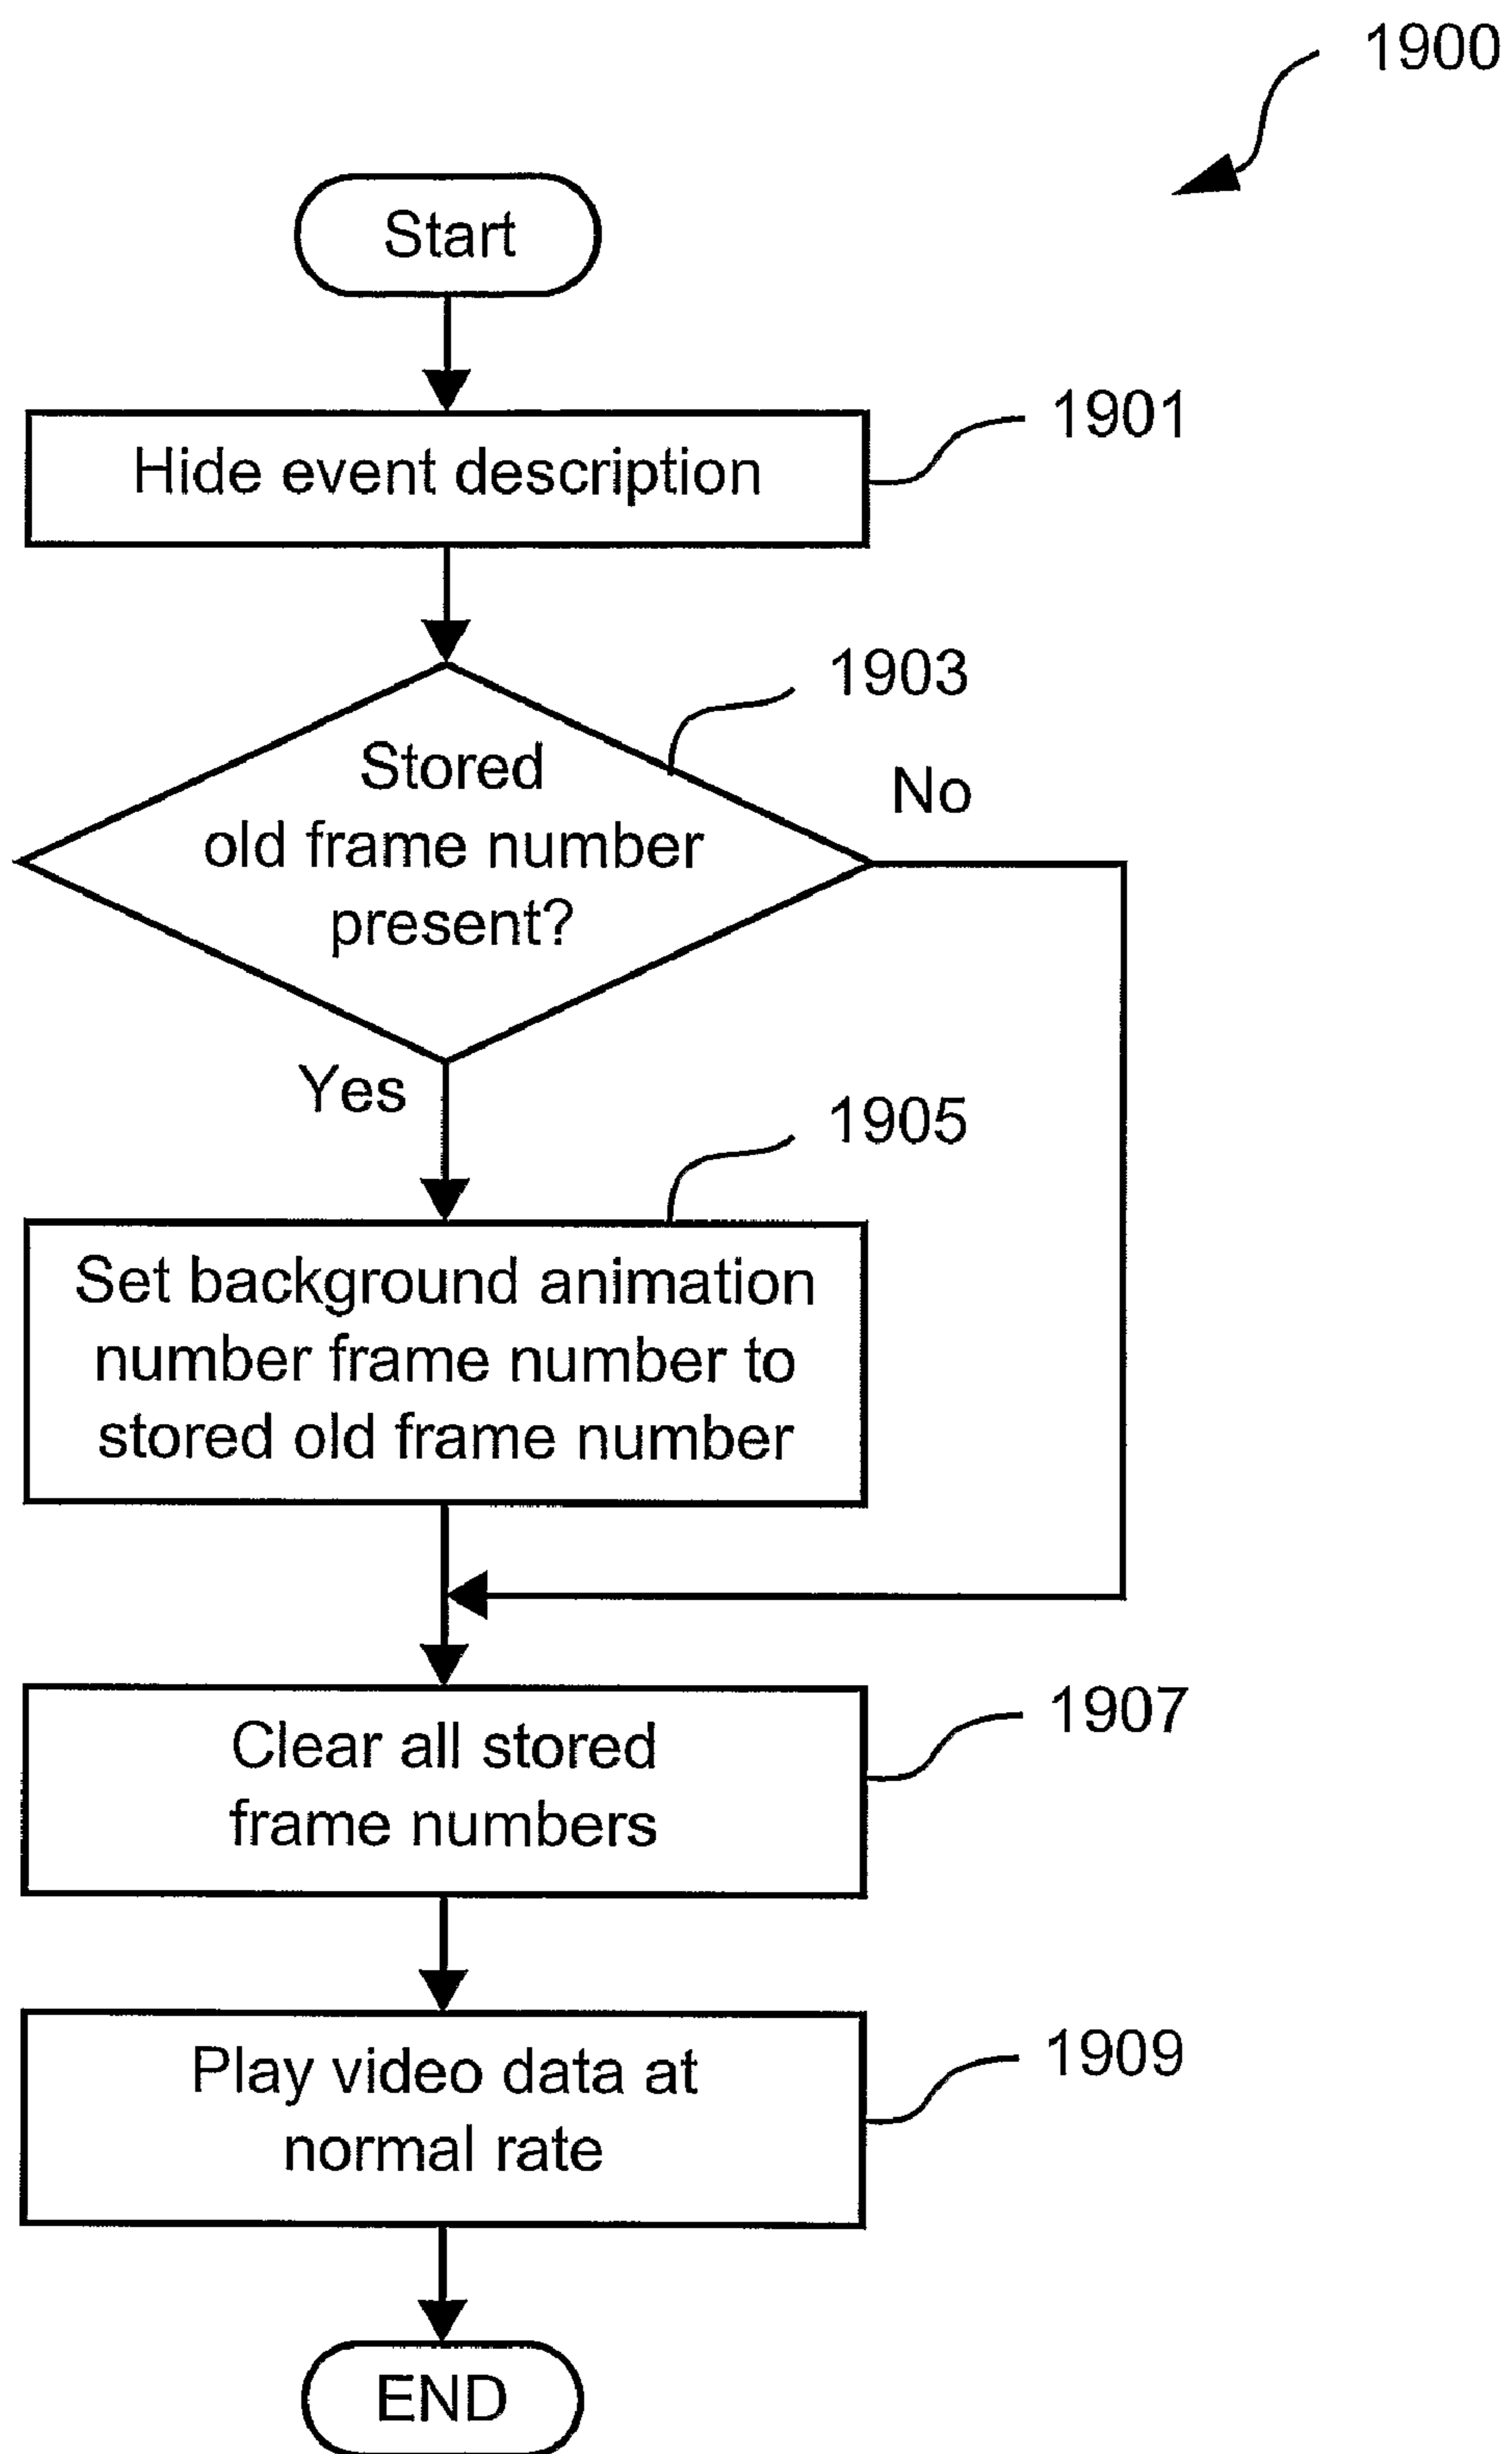 1900
Start
1901
Hide event description
1903
Stored
old frame number
present?
No
Yes
1905
Set background animation
number frame number to
stored old frame number
1907
Clear all stored
frame numbers
1909
Play video data at
normal rate
END